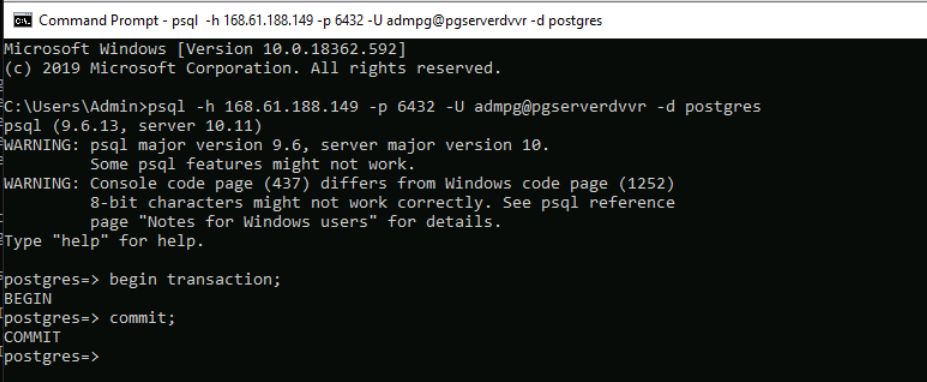 Command Prompt - psql -h 168.61.188.149 -p 6432 -U admpg@pgserverdvvr -d postgres
Microsoft Windows [Version 10.0.18362.592]
(c) 2019 Microsoft Corporation. All rights reserved.
C:\Users\Admin>psql -h 168.61.188.149 -p 6432 -U admpg@pgserverdvvr -d postgres
psql (9.6.13, server 10.11)
WARNING: psql major version 9.6, server major version 10.
Some psql features might not work.
WARNING: Console code page (437) differs from Windows code page (1252)
8-bit characters might not work correctly. See psql reference
page "Notes for Windows users" for details.
Type "help" for help.
postgres=> begin transaction;
BEGIN
postgres=> commit;
COMMIT
postgres=>